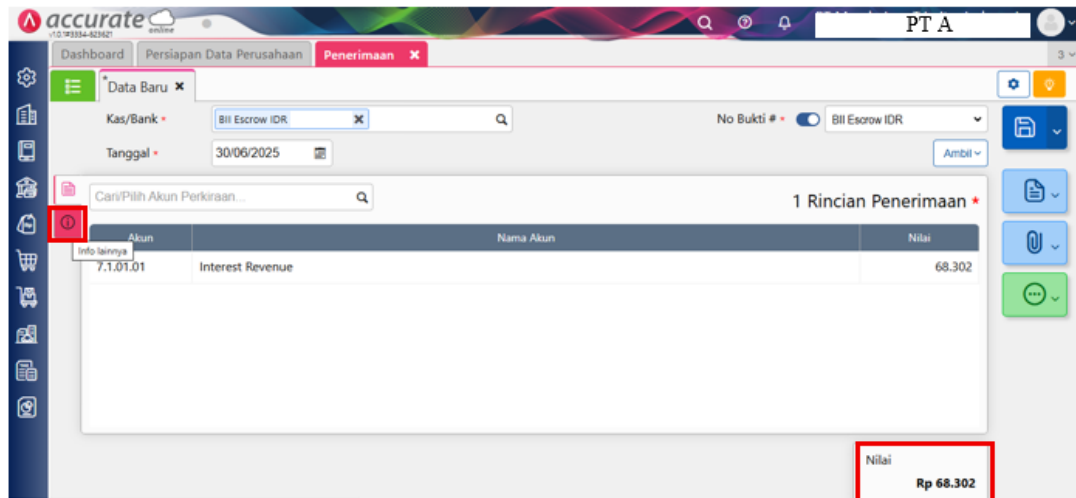 accurate
online
PT A
Dashboard Persiapan Data Perusahaan Penerimaan
3
*Data Baru
Kas/Bank * BII Escrow IDR No Bukti # * BII Escrow IDR
Tanggal * 30/06/2025 Ambil
Cari/Pilih Akun Perkiraan... 1 Rincian Penerimaan *
Akun Nama Akun Nilai
Info lainnya
7.1.01.01 Interest Revenue 68.302
Nilai
Rp 68.302